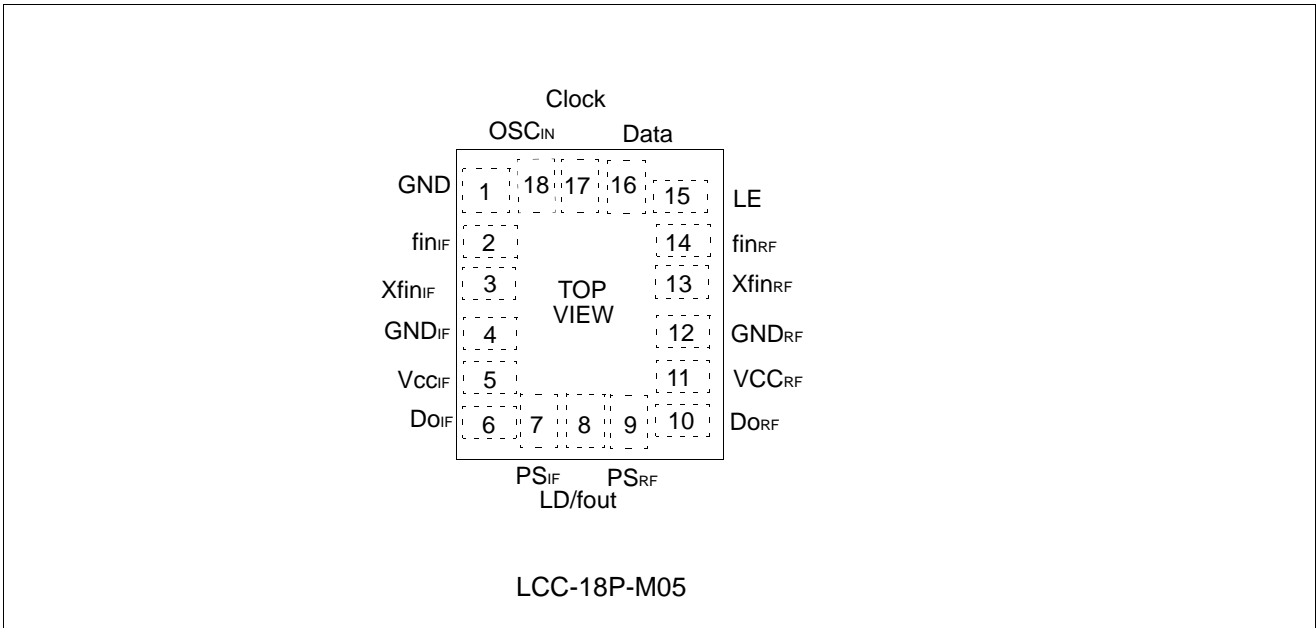 Clock
OSCIN Data
GND 1 18 17 16 15 LE
finIF 2 14 finRF
XfinIF 3 TOP VIEW 13 XfinRF
GNDIF 4 12 GNDRF
VccIF 5 11 VCCRF
DoIF 6 7 8 9 10 DoRF
PSIF PSRF
LD/fout
LCC-18P-M05